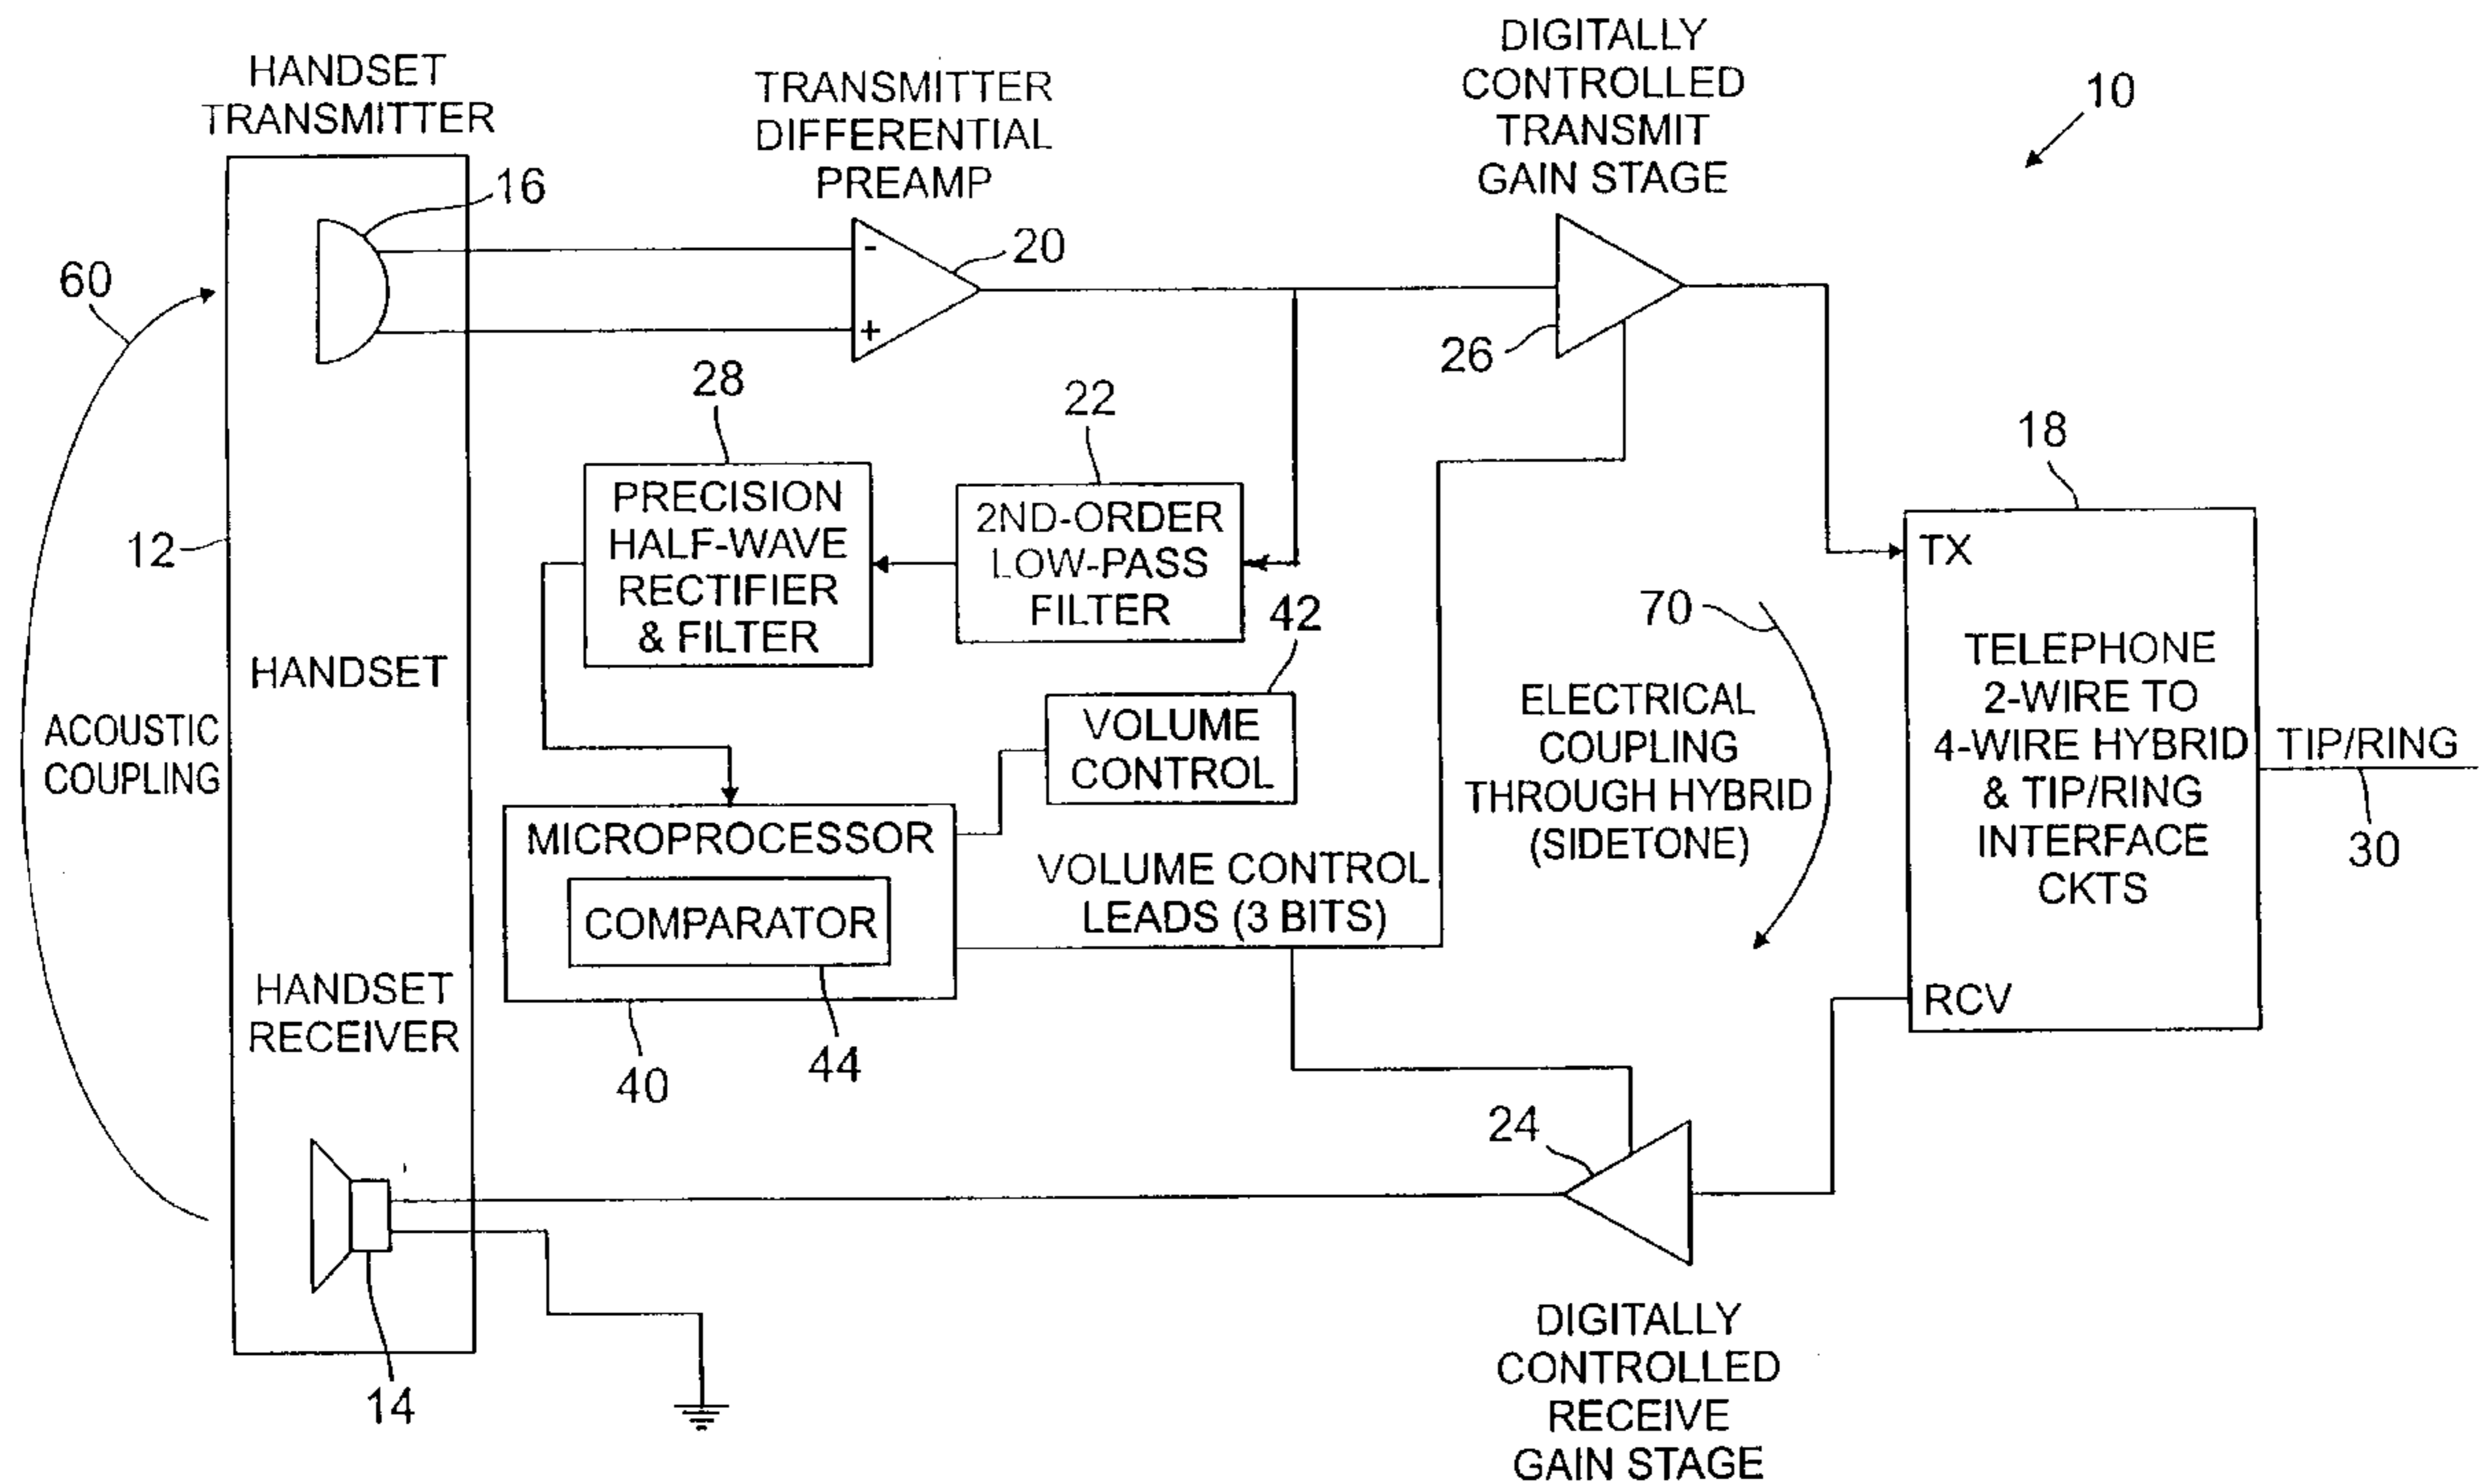 HANDSET
TRANSMITTER
TRANSMITTER
DIFFERENTIAL
PREAMP
DIGITALLY
CONTROLLED
TRANSMIT
GAIN STAGE
10
16
-
+
20
26
60
28
22
18
PRECISION
HALF-WAVE
RECTIFIER
& FILTER
2ND-ORDER
LOW-PASS
FILTER
12
42
70
TX
HANDSET
ACOUSTIC
COUPLING
VOLUME
CONTROL
ELECTRICAL
COUPLING
THROUGH HYBRID
(SIDETONE)
TELEPHONE
2-WIRE TO
4-WIRE HYBRID
& TIP/RING
INTERFACE
CKTS
TIP/RING
30
MICROPROCESSOR
COMPARATOR
VOLUME CONTROL
LEADS (3 BITS)
HANDSET
RECEIVER
RCV
40
44
24
14
DIGITALLY
CONTROLLED
RECEIVE
GAIN STAGE